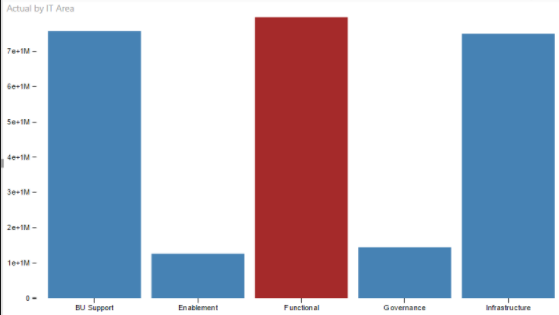 Actual by IT Area
7e+1M
6e+1M
5e+1M
4e+1M
3e+1M
2e+1M
1e+1M
0
BU Support
Enablement
Functional
Governance
Infrastructure